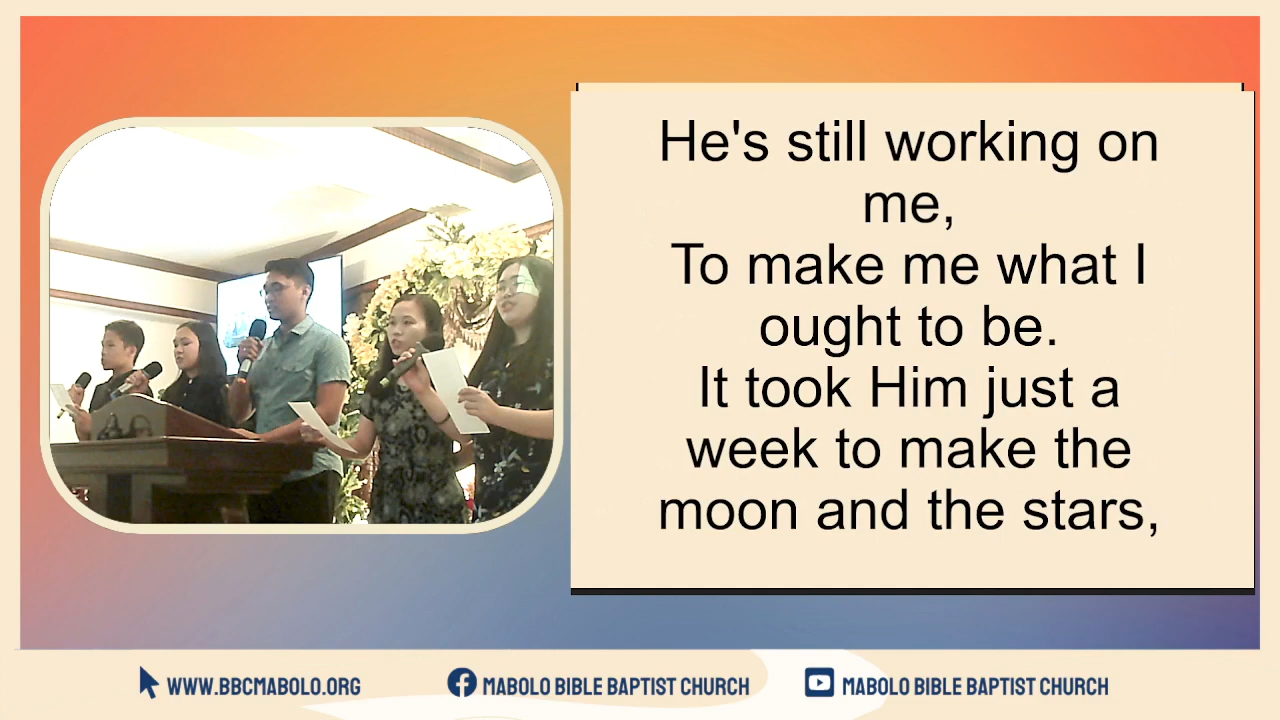 He's still working on
me,
To make me what I
ought to be.
It took Him just a
week to make the
moon and the stars,
WWW.BBCMABOLO.ORG
MABOLO BIBLE BAPTIST CHURCH
MABOLO BIBLE BAPTIST CHURCH